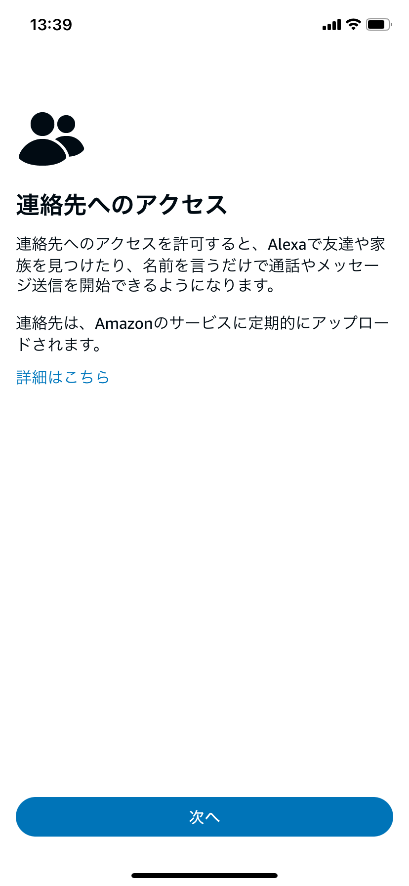 13:39
連絡先へのアクセス
連絡先へのアクセスを許可すると、Alexaで友達や家
族を見つけたり、名前を言うだけで通話やメッセー
ジ送信を開始できるようになります。
連絡先は、Amazonのサービスに定期的にアップロー
ドされます。
詳細はこちら
次へ